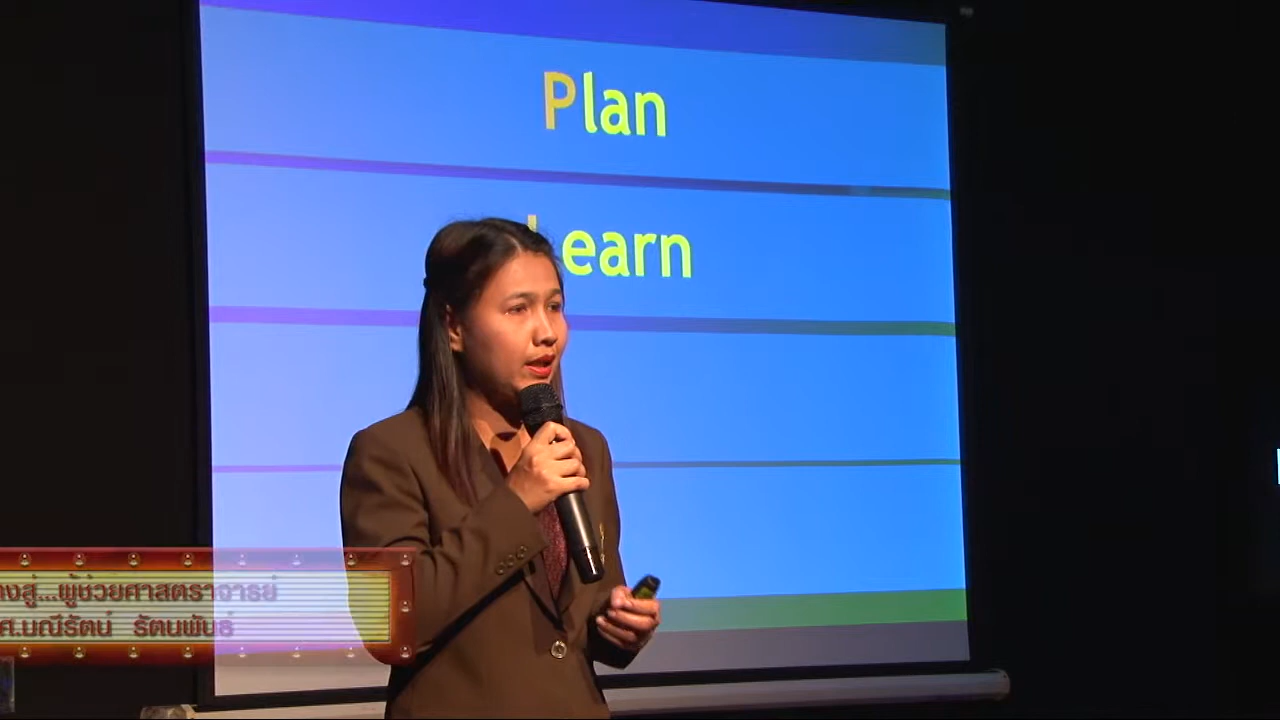 Plan
Learn
สู่...ผู้ช่วยศาสตราจารย์
ศ.มณีรัตน์ รัตนพันธ์